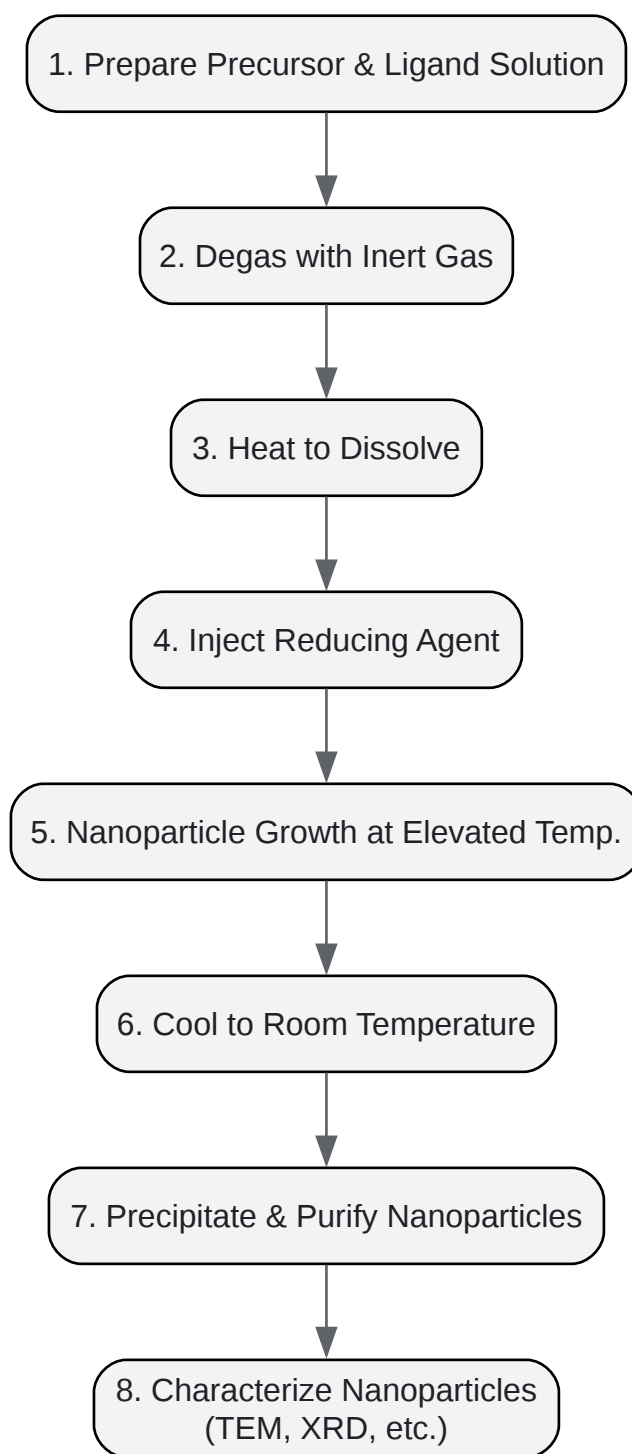 1. Prepare Precursor & Ligand Solution
2. Degas with Inert Gas
3. Heat to Dissolve
4. Inject Reducing Agent
5. Nanoparticle Growth at Elevated Temp.
6. Cool to Room Temperature
7. Precipitate & Purify Nanoparticles
8. Characterize Nanoparticles
(TEM, XRD, etc.)